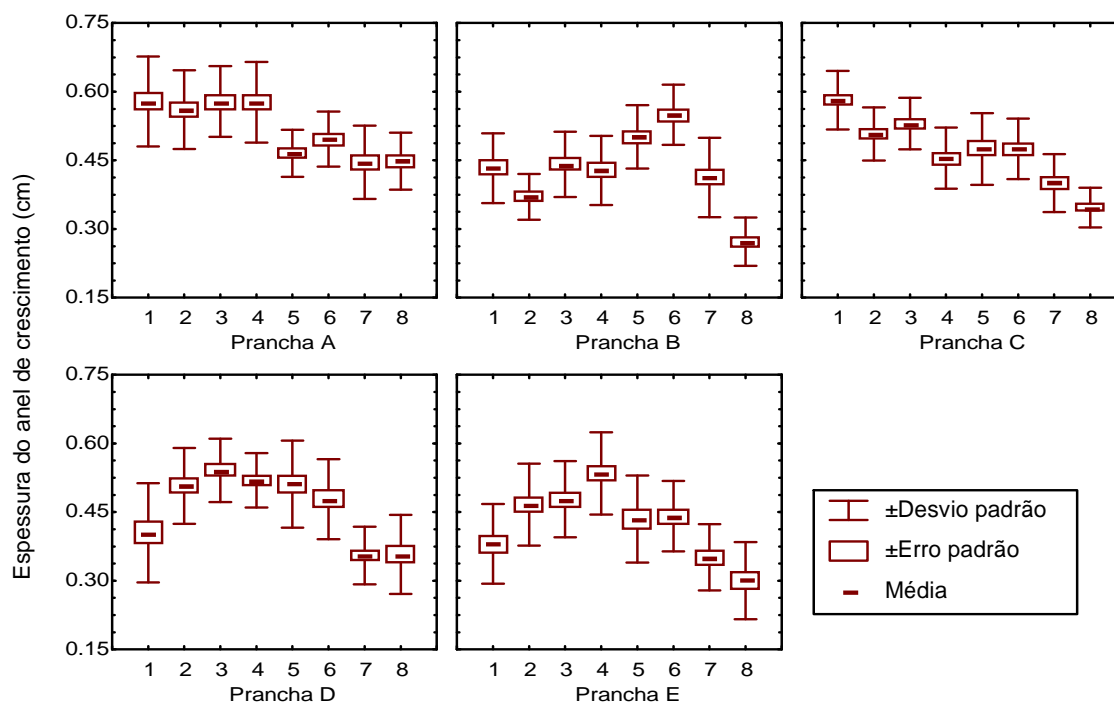 Espessura do anel de crescimento (cm)
0.75
0.60
0.45
0.30
0.15
1 2 3 4 5 6 7 8
Prancha A
1 2 3 4 5 6 7 8
Prancha B
1 2 3 4 5 6 7 8
Prancha C
0.75
0.60
0.45
0.30
0.15
1 2 3 4 5 6 7 8
Prancha D
1 2 3 4 5 6 7 8
Prancha E
±Desvio padrão
±Erro padrão
Média